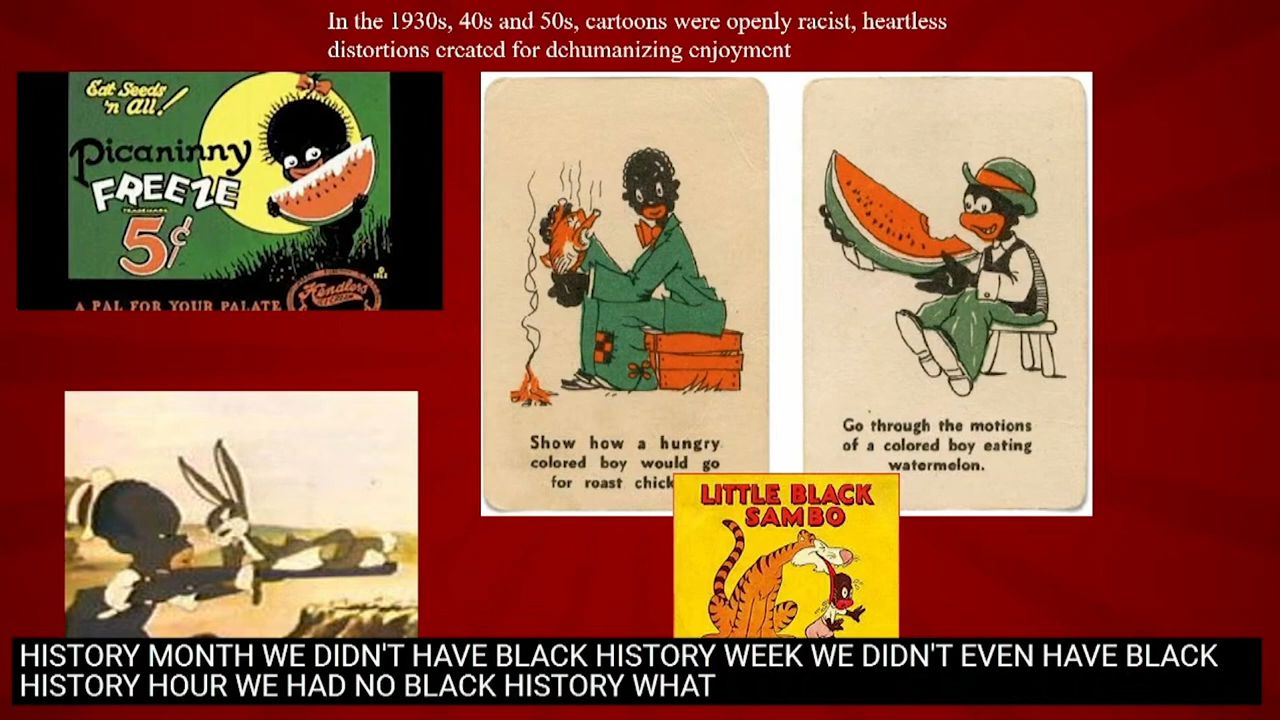 In the 1930s, 40s and 50s, cartoons were openly racist, heartless
distortions created for dehumanizing enjoyment
Eat Seeds
'n all!
Picaninny
FREEZE
TRADEMARK
5¢
A PAL FOR YOUR PALATE
Hendlers
Show how a hungry
colored boy would go
for roast chick
Go through the motions
of a colored boy eating
watermelon.
LITTLE BLACK
SAMBO
HISTORY MONTH WE DIDN'T HAVE BLACK HISTORY WEEK WE DIDN'T EVEN HAVE BLACK
HISTORY HOUR WE HAD NO BLACK HISTORY WHAT